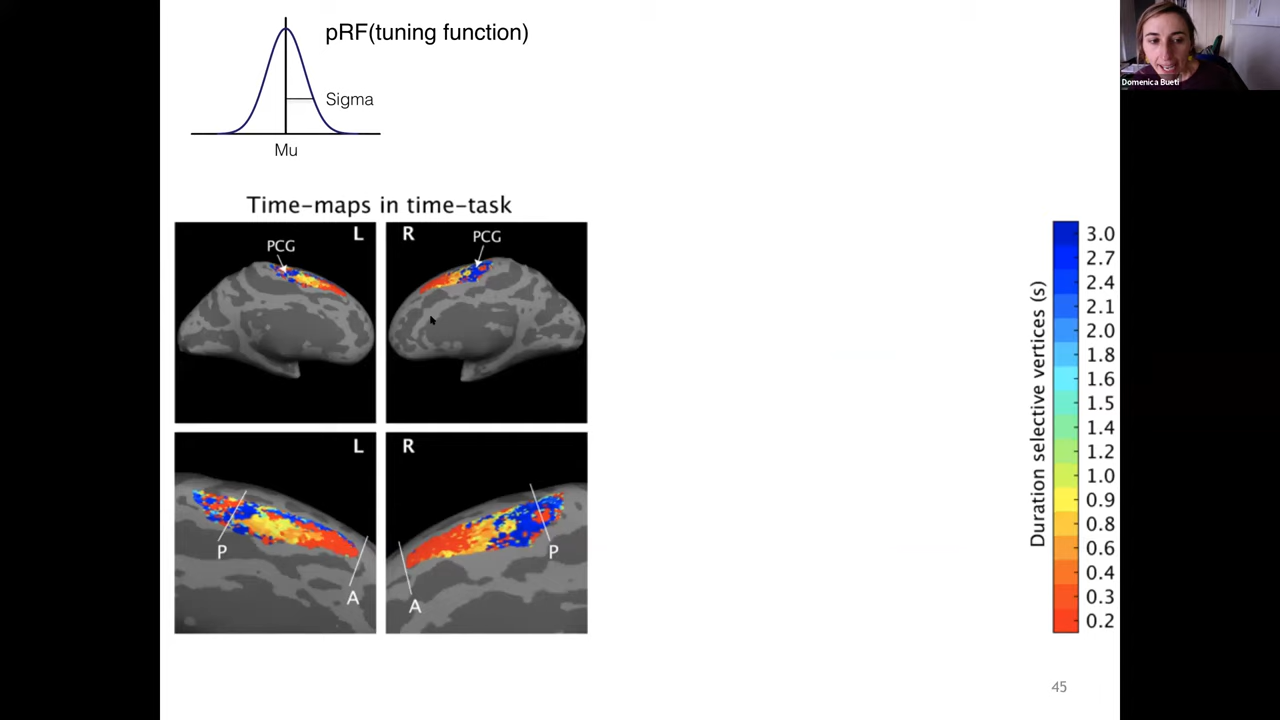 pRF(tuning function)
Sigma
Mu
Domenica Bueti
Time-maps in time-task
L
PCG
R
PCG
L
P
A
R
P
A
Duration selective vertices (s)
3.0
2.7
2.4
2.1
2.0
1.8
1.6
1.5
1.4
1.2
1.0
0.9
0.8
0.6
0.4
0.3
0.2
45